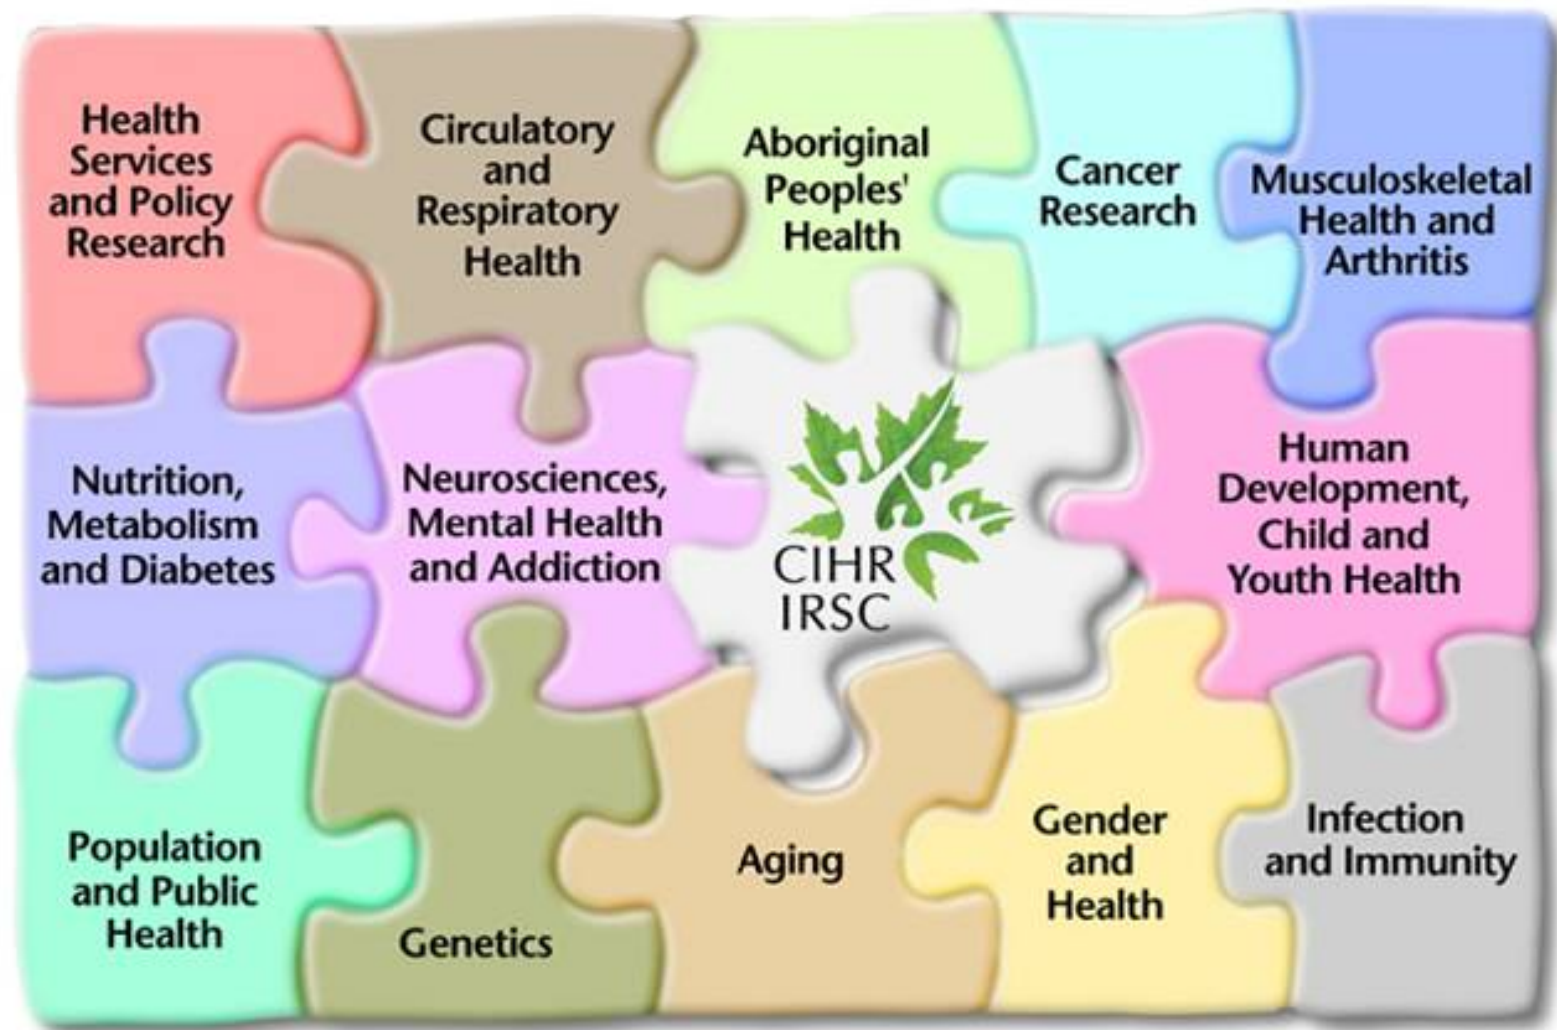 Health
Services
and Policy
Research
Circulatory
and
Respiratory
Health
Aboriginal
Peoples'
Health
Cancer
Research
Musculoskeletal
Health and
Arthritis
Nutrition,
Metabolism
and Diabetes
Neurosciences,
Mental Health
and Addiction
CIHR
IRSC
Human
Development,
Child and
Youth Health
Population
and Public
Health
Genetics
Aging
Gender
and
Health
Infection
and Immunity